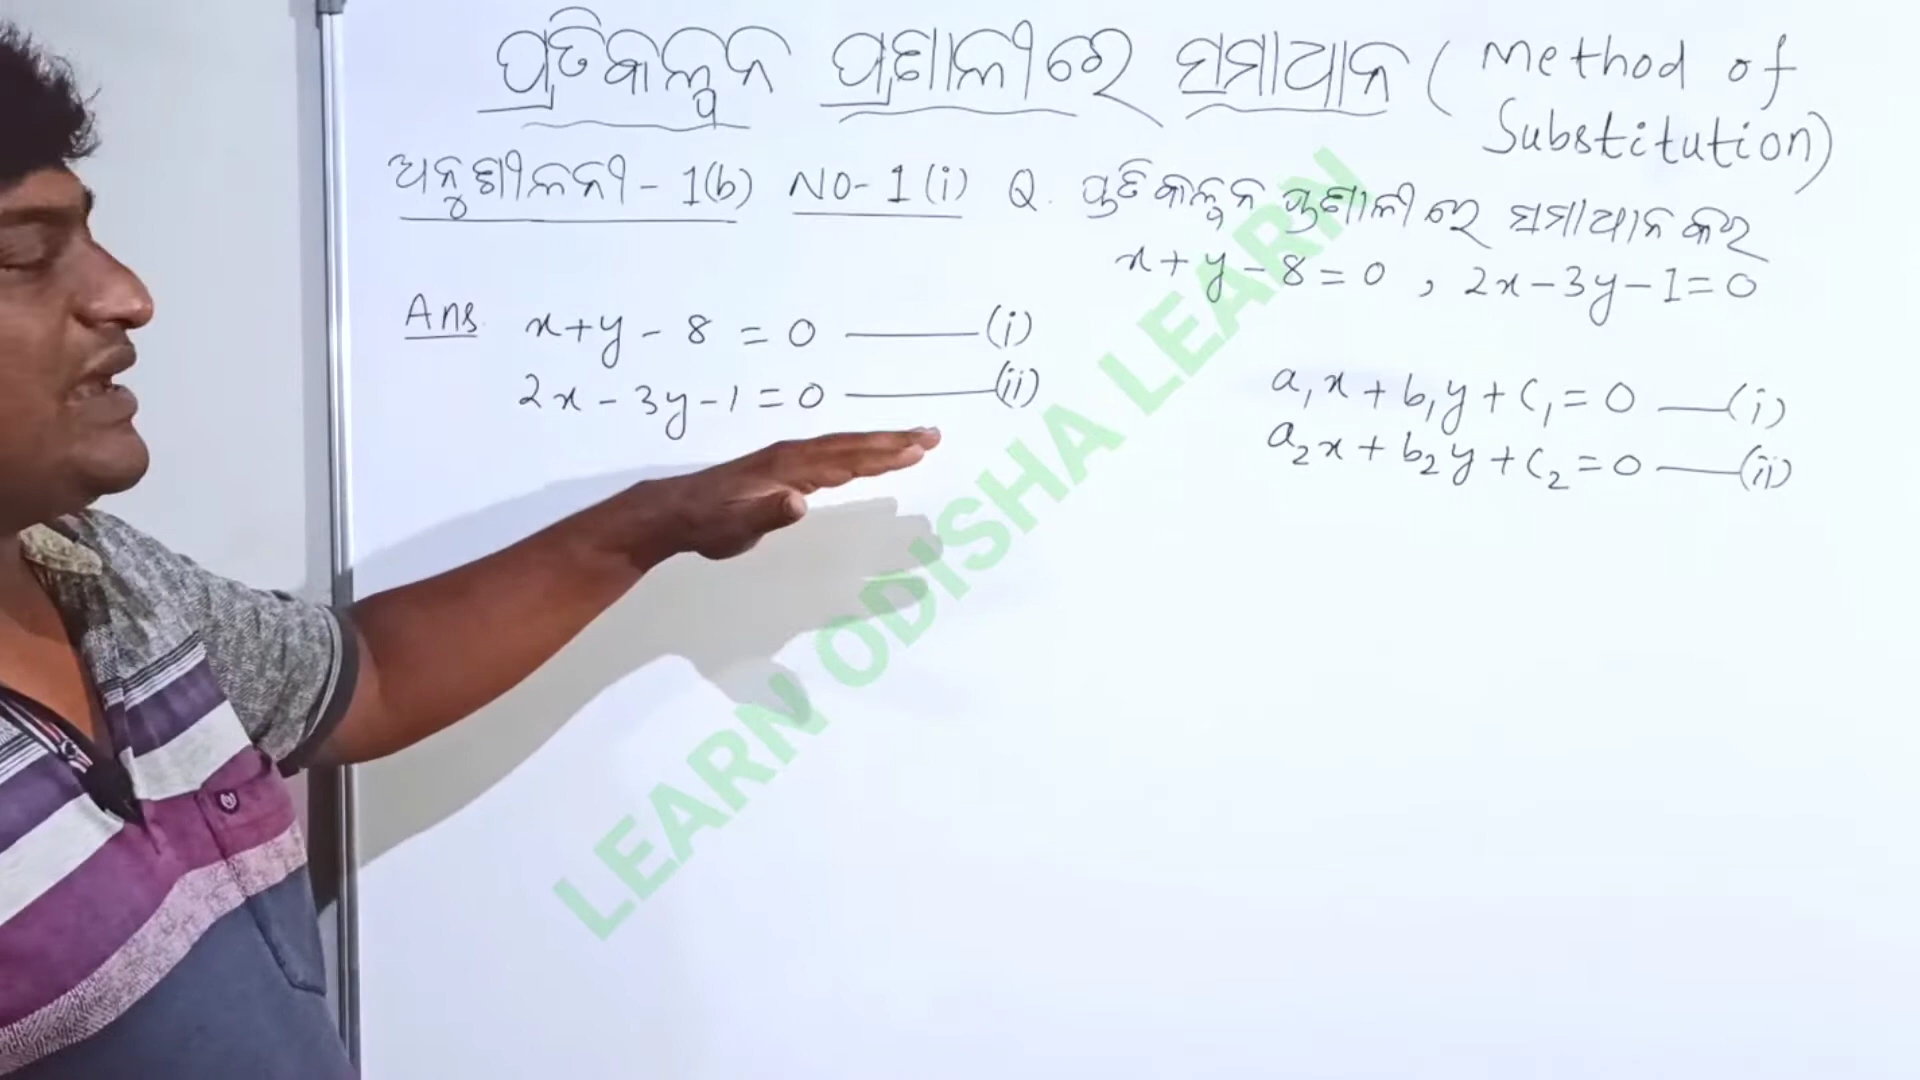 ପ୍ରତିକଳ୍ପନ ପ୍ରଣାଳୀରେ ସମାଧାନ ( Method of
Substitution)
ଅନୁଶୀଳନୀ - 1(b) NO- 1 (i) Q. ପ୍ରତିକଳ୍ପନ ପ୍ରଣାଳୀରେ ସମାଧାନ କର
x + y - 8 = 0 , 2x - 3y - 1 = 0
Ans. x + y - 8 = 0 —— (i)
2x - 3y - 1 = 0 —— (ii)
a₁x + b₁y + c₁ = 0 —— (i)
a₂x + b₂y + c₂ = 0 —— (ii)
LEARN ODISHA LEARN